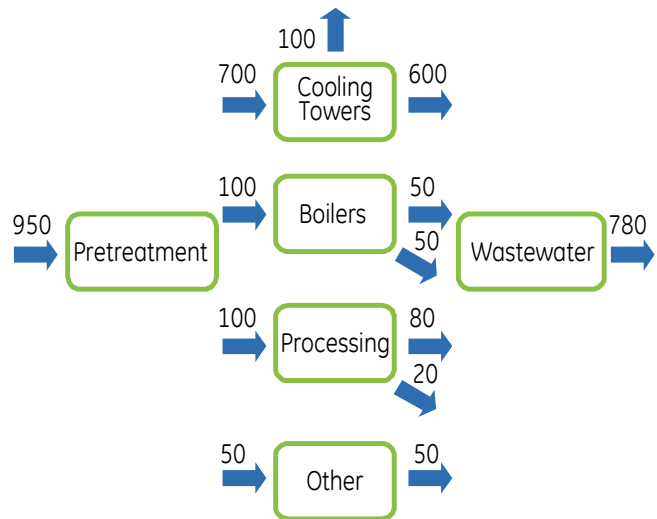 100
700
Cooling
Towers
600
950
Pretreatment
100
Boilers
50
50
Wastewater
780
100
Processing
80
20
50
Other
50